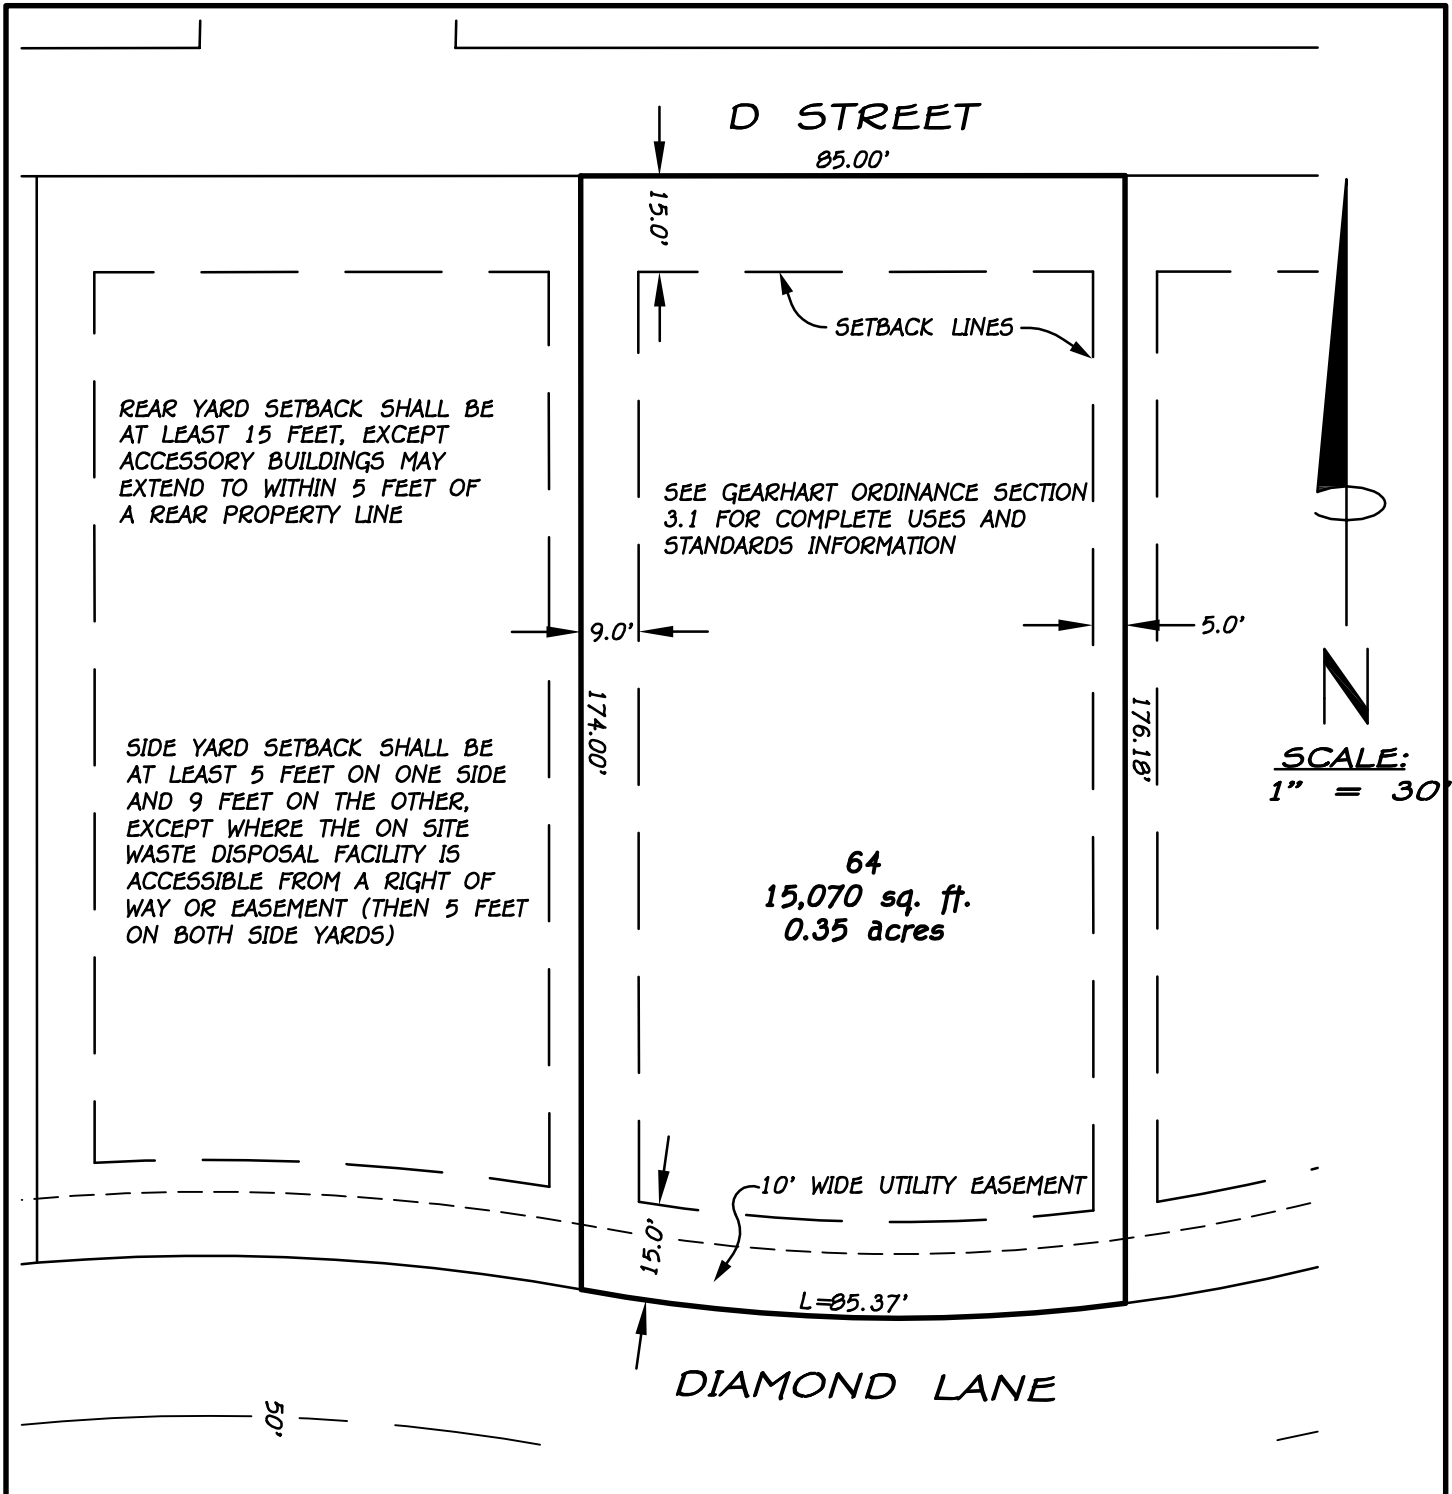 D STREET
85.00'
15.0'
SETBACK LINES
REAR YARD SETBACK SHALL BE
AT LEAST 15 FEET, EXCEPT
ACCESSORY BUILDINGS MAY
EXTEND TO WITHIN 5 FEET OF
A REAR PROPERTY LINE
SEE GEARHART ORDINANCE SECTION
3.1 FOR COMPLETE USES AND
STANDARDS INFORMATION
9.0'
5.0'
174.00'
176.18'
N
SCALE:
1" = 30'
SIDE YARD SETBACK SHALL BE
AT LEAST 5 FEET ON ONE SIDE
AND 9 FEET ON THE OTHER,
EXCEPT WHERE THE ON SITE
WASTE DISPOSAL FACILITY IS
ACCESSIBLE FROM A RIGHT OF
WAY OR EASEMENT (THEN 5 FEET
ON BOTH SIDE YARDS)
64
15,070 sq. ft.
0.35 acres
10' WIDE UTILITY EASEMENT
15.0'
L=85.37'
DIAMOND LANE
50'